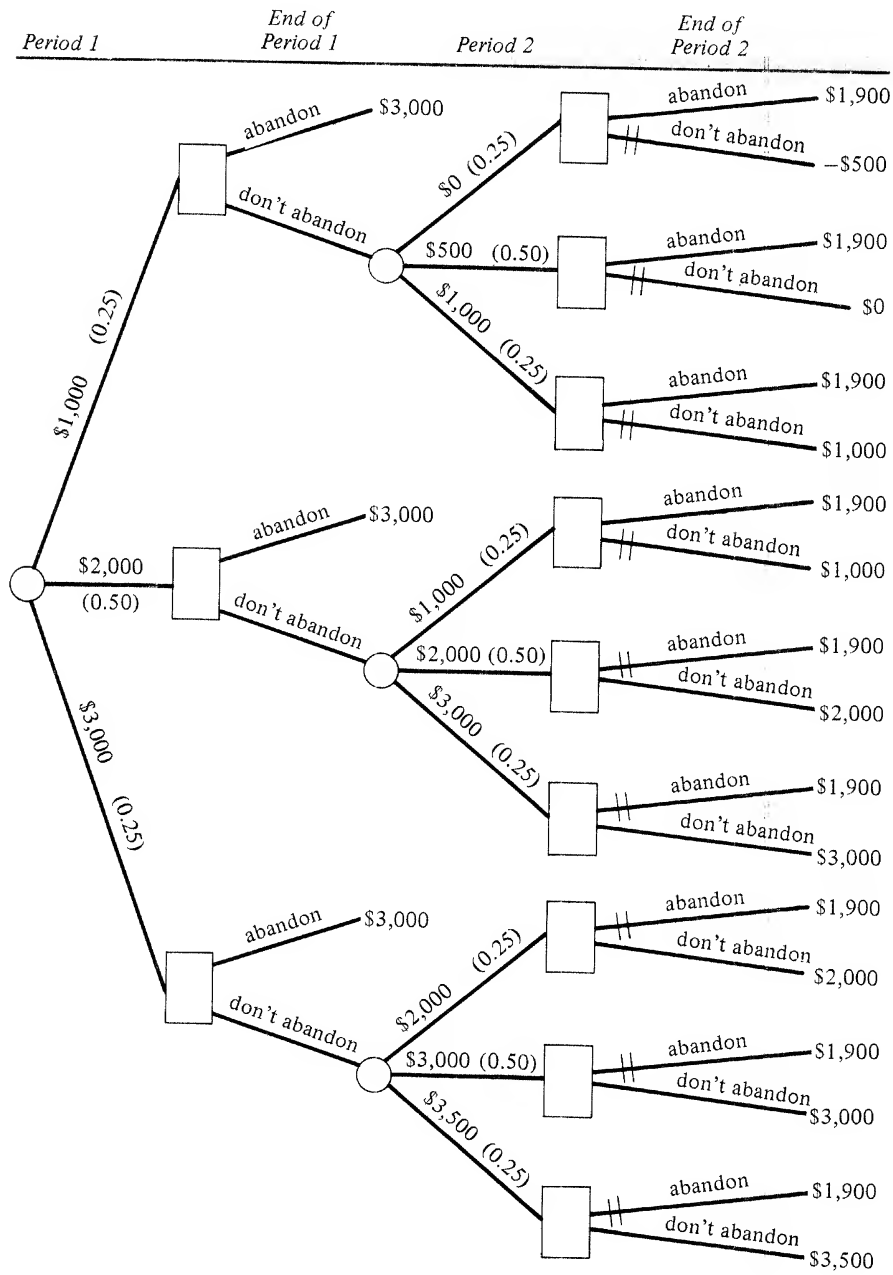 Period 1
End of
Period 1
Period 2
End of
Period 2
abandon
$3,000
don't abandon
$1,000 (0.25)
$0 (0.25)
abandon
$1,900
don't abandon
–$500
$500 (0.50)
abandon
$1,900
don't abandon
$0
$1,000 (0.25)
abandon
$1,900
don't abandon
$1,000
$2,000
(0.50)
abandon
$3,000
don't abandon
$1,000 (0.25)
abandon
$1,900
don't abandon
$1,000
$2,000 (0.50)
abandon
$1,900
don't abandon
$2,000
$3,000 (0.25)
abandon
$1,900
don't abandon
$3,000
$3,000 (0.25)
abandon
$3,000
don't abandon
$2,000 (0.25)
abandon
$1,900
don't abandon
$2,000
$3,000 (0.50)
abandon
$1,900
don't abandon
$3,000
$3,500 (0.25)
abandon
$1,900
don't abandon
$3,500